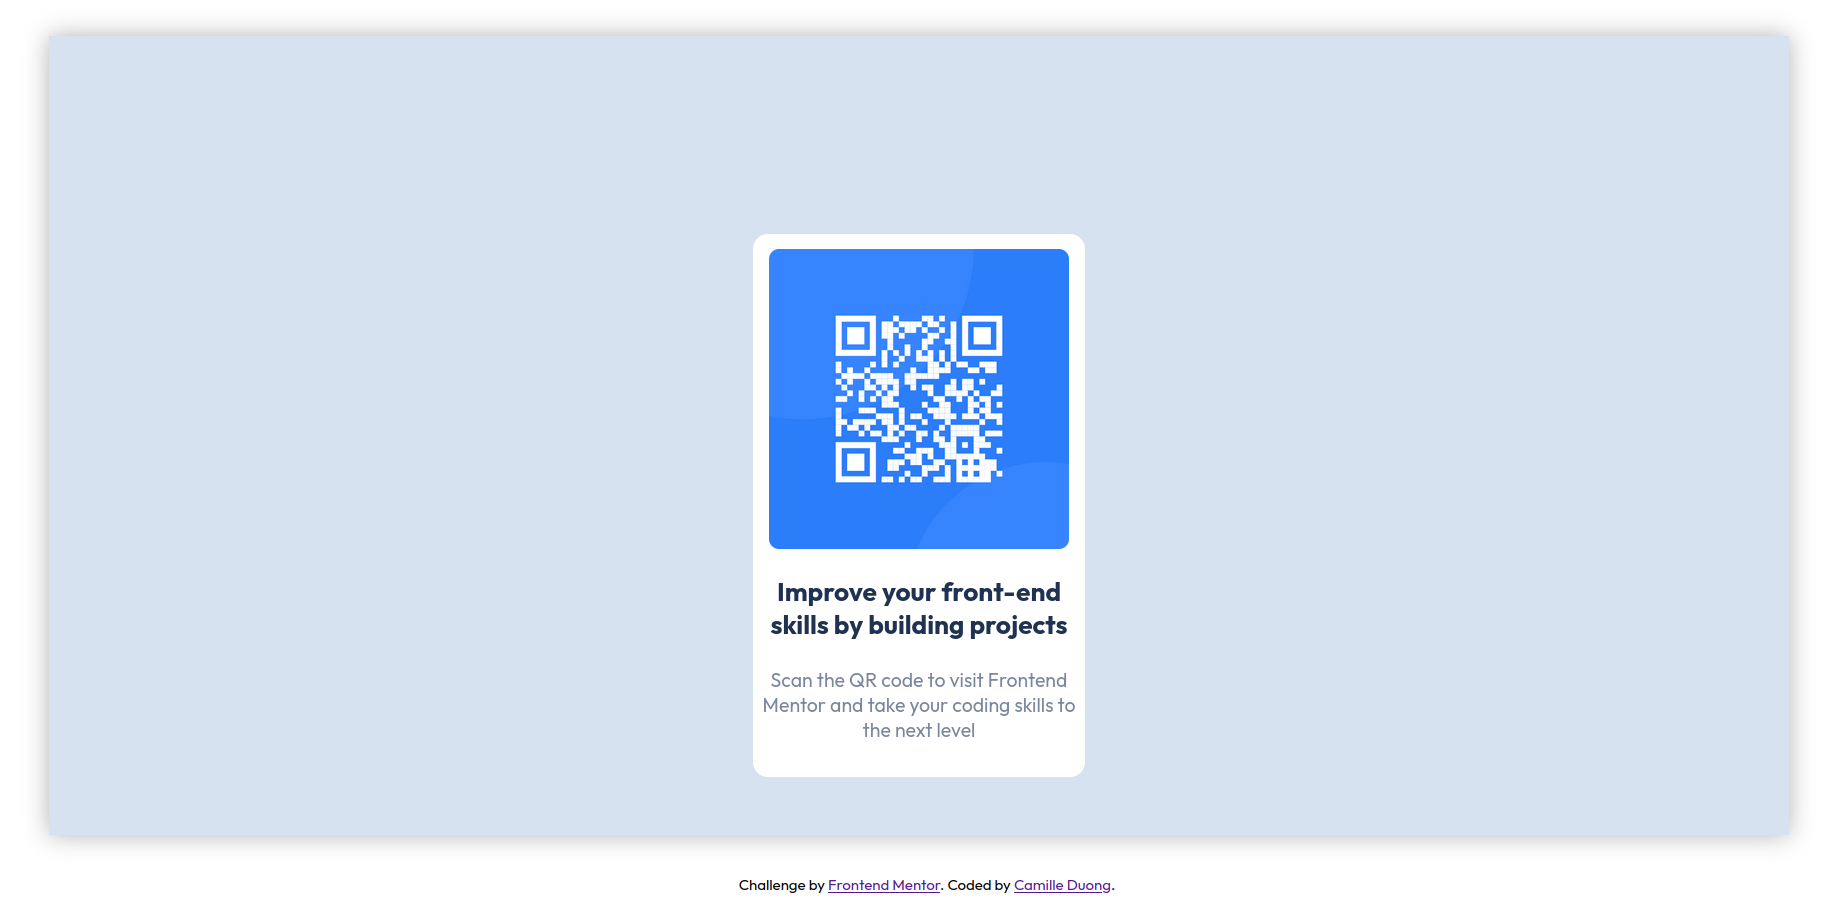 Improve your front-end
skills by building projects
Scan the QR code to visit Frontend
Mentor and take your coding skills to
the next level
Challenge by Frontend Mentor. Coded by Camille Duong.